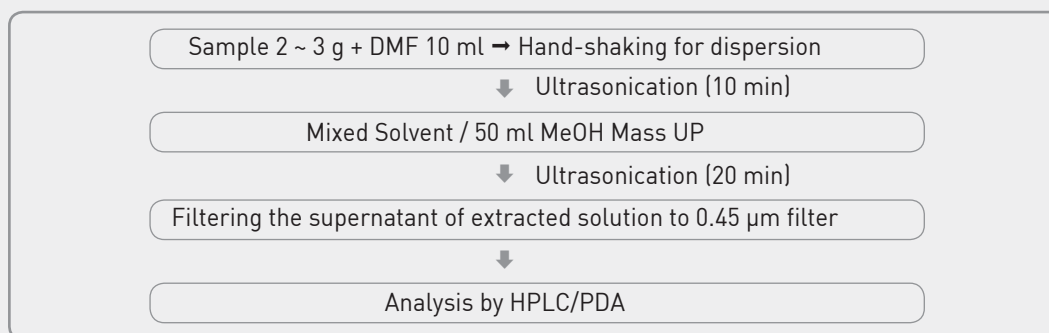 Sample 2 ~ 3 g + DMF 10 ml ➞ Hand-shaking for dispersion
Ultrasonication (10 min)
Mixed Solvent / 50 ml MeOH Mass UP
Ultrasonication (20 min)
Filtering the supernatant of extracted solution to 0.45 µm filter
Analysis by HPLC/PDA